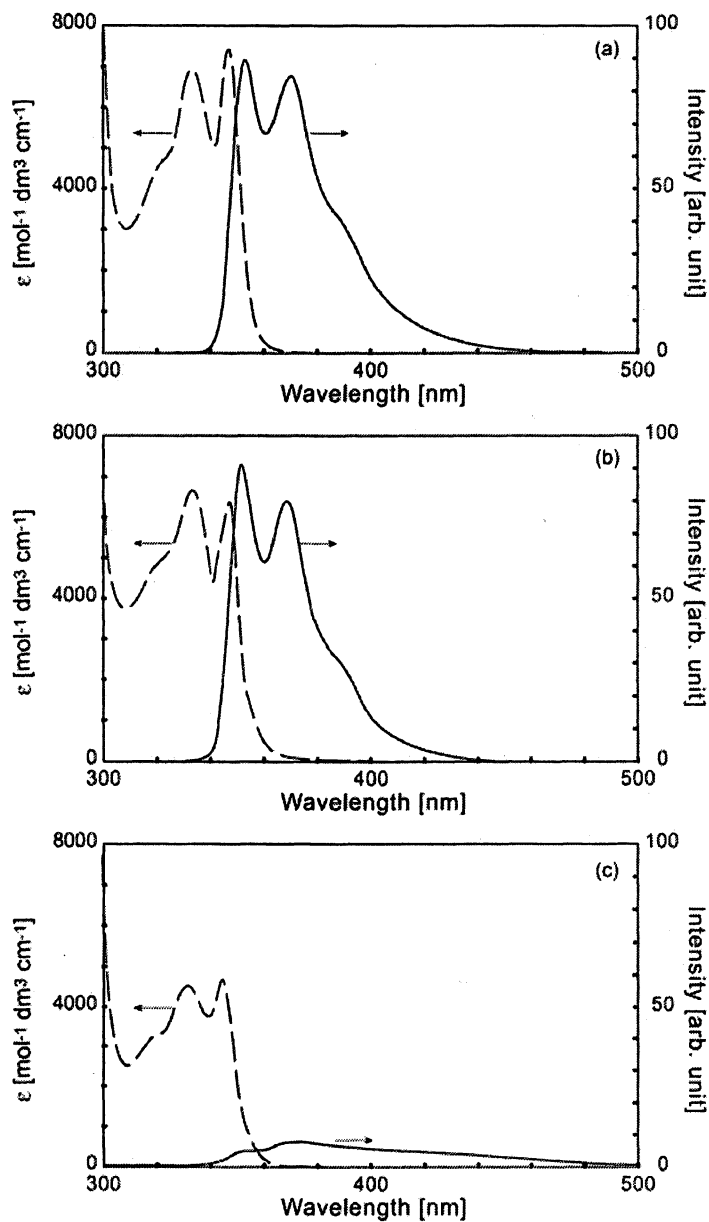 8000
100
(a)
ε [mol-1 dm3 cm-1]
4000
50
Intensity [arb. unit]
0
0
300
400
500
Wavelength [nm]
8000
100
(b)
ε [mol-1 dm3 cm-1]
4000
50
Intensity [arb. unit]
0
0
300
400
500
Wavelength [nm]
8000
100
(c)
ε [mol-1 dm3 cm-1]
4000
50
Intensity [arb. unit]
0
0
300
400
500
Wavelength [nm]